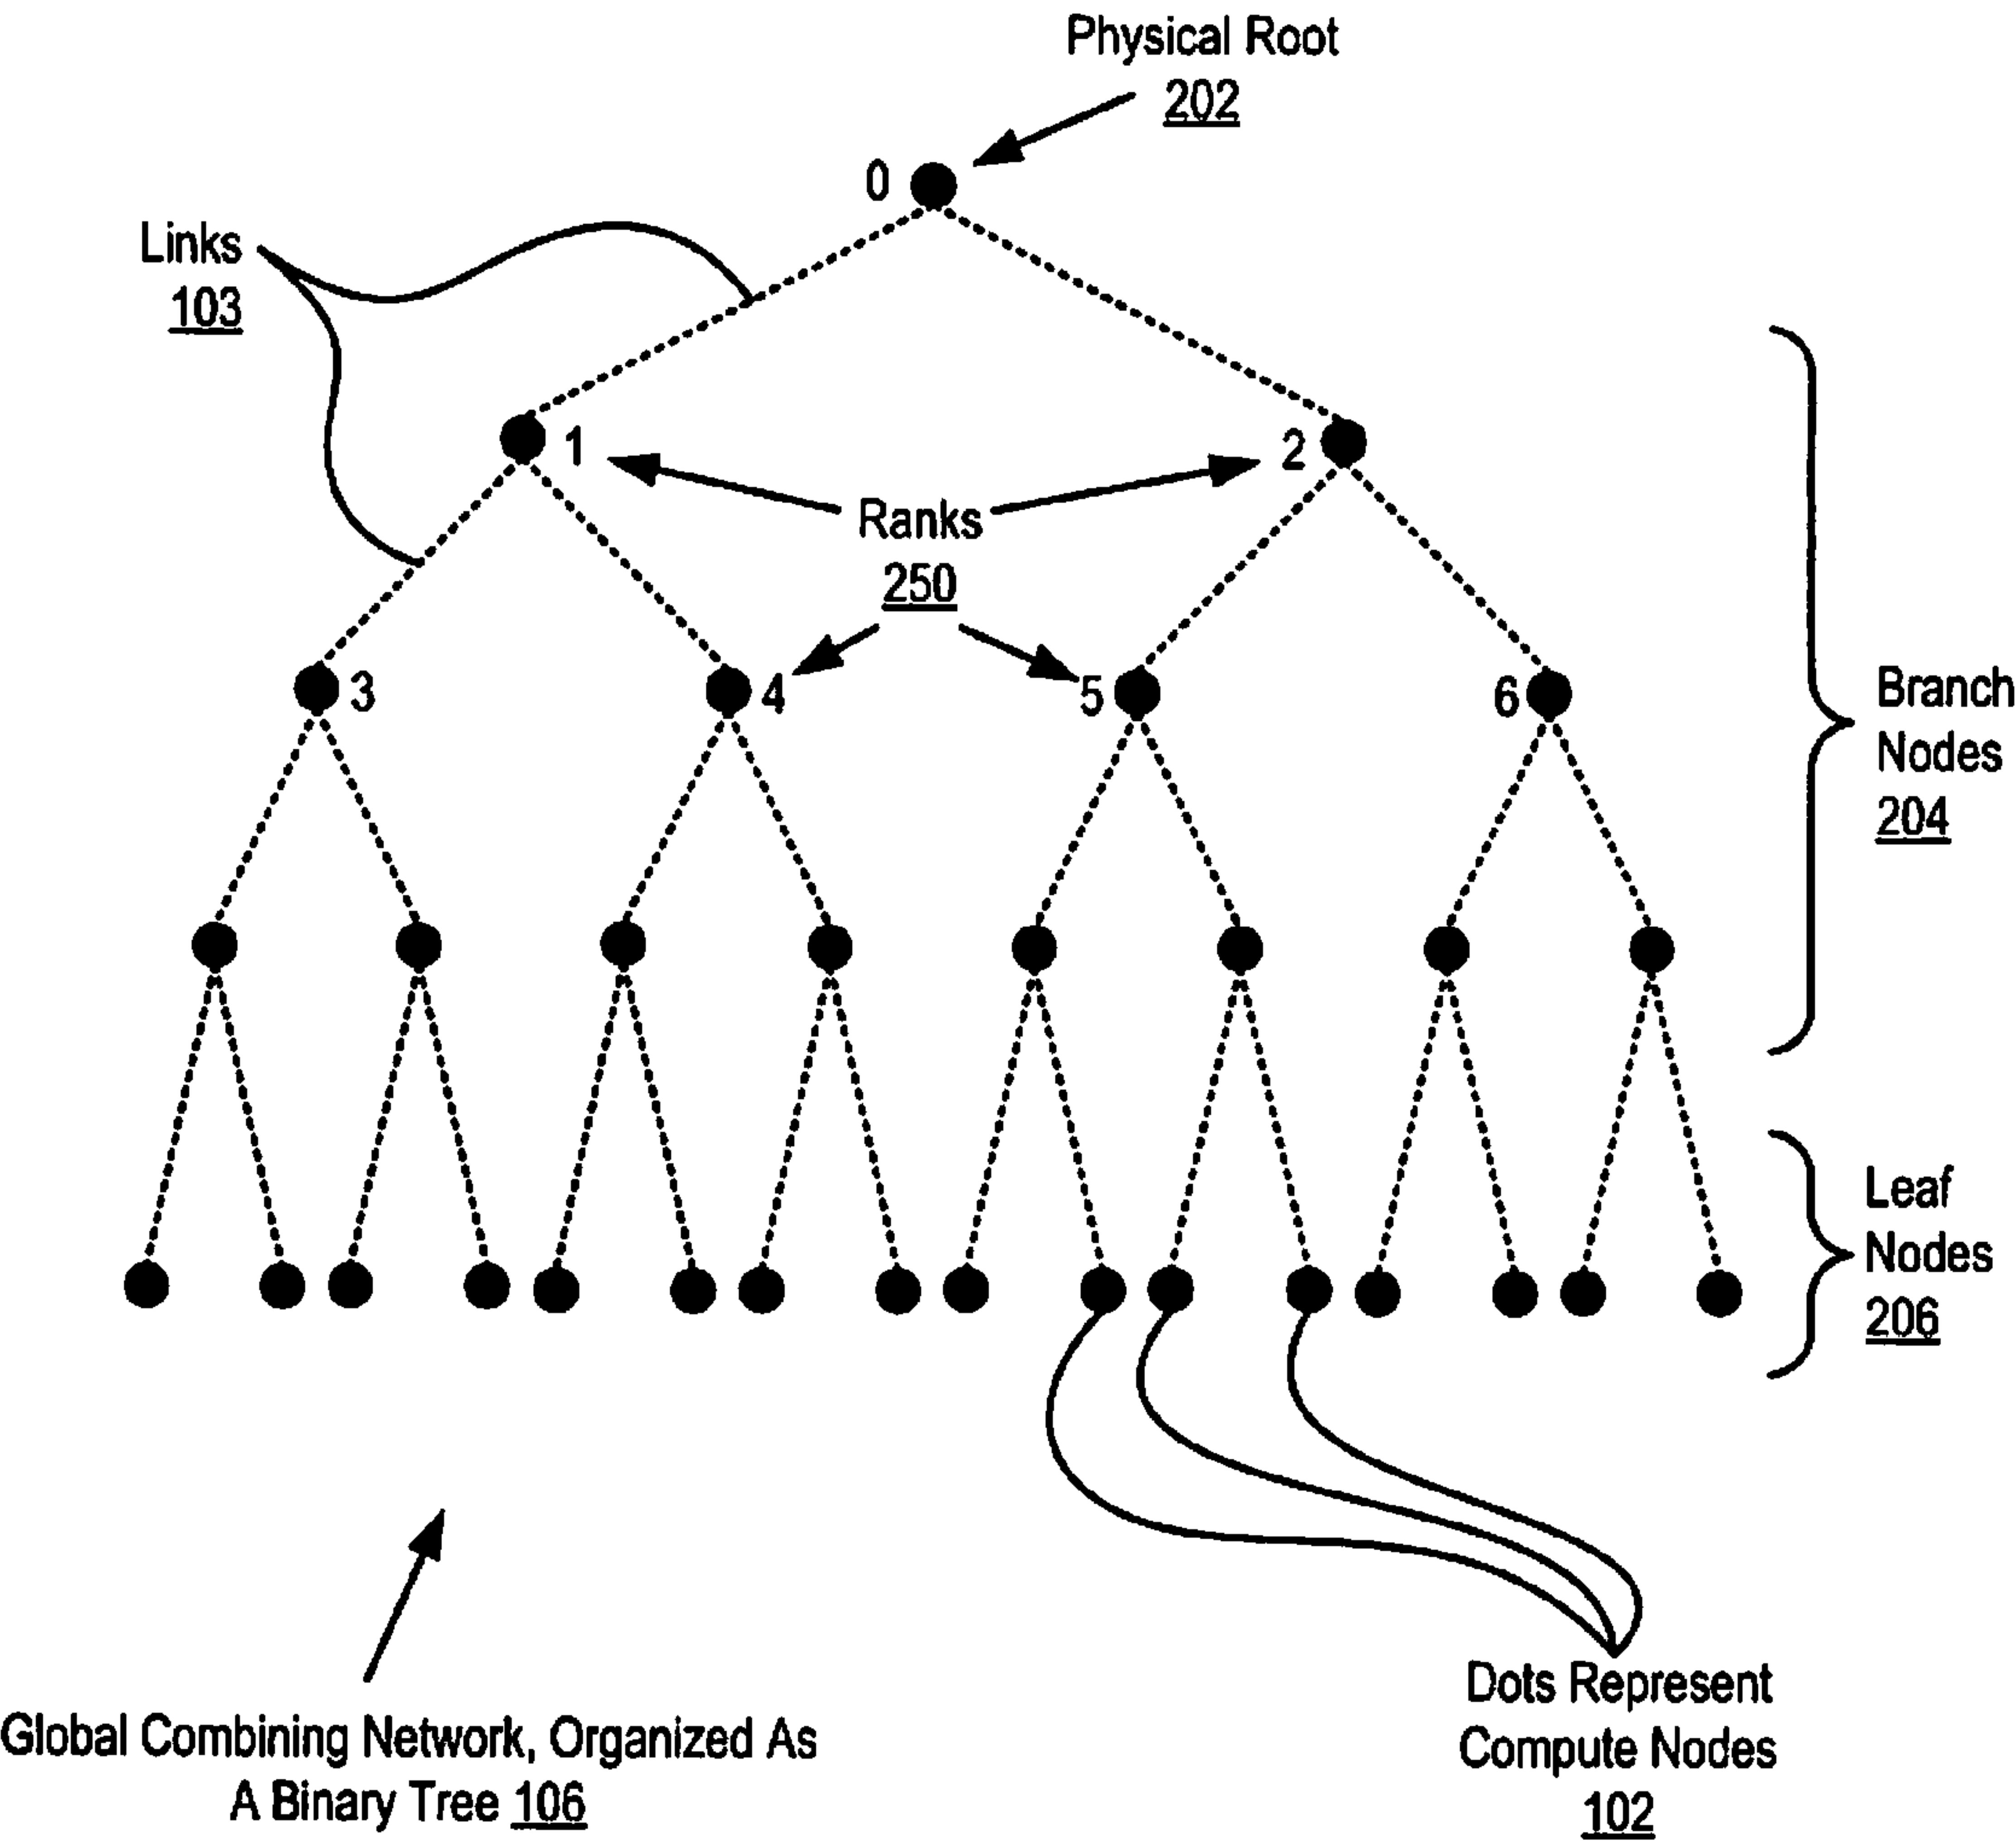 Physical Root
202
0
Links
103
1
2
Ranks
250
3
4
5
6
Branch
Nodes
204
Leaf
Nodes
206
Global Combining Network, Organized As
A Binary Tree 106
Dots Represent
Compute Nodes
102